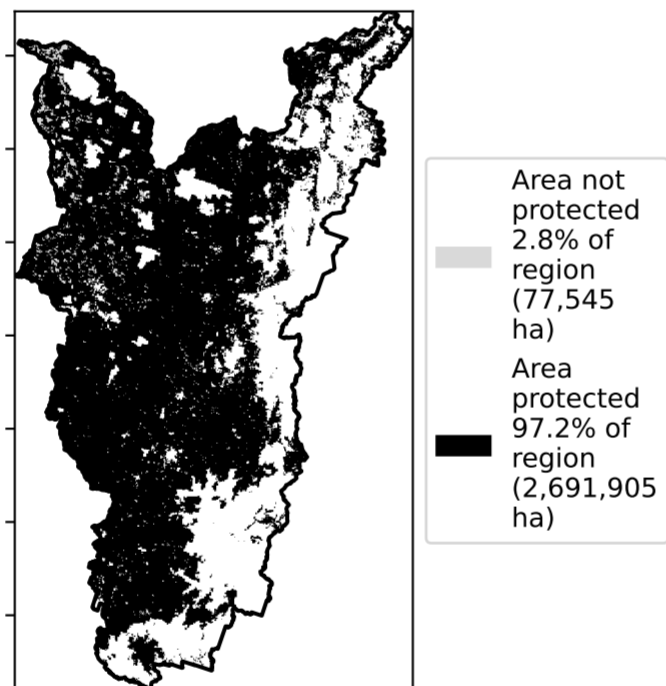 Area not
protected
2.8% of
region
(77,545
ha)
Area
protected
97.2% of
region
(2,691,905
ha)